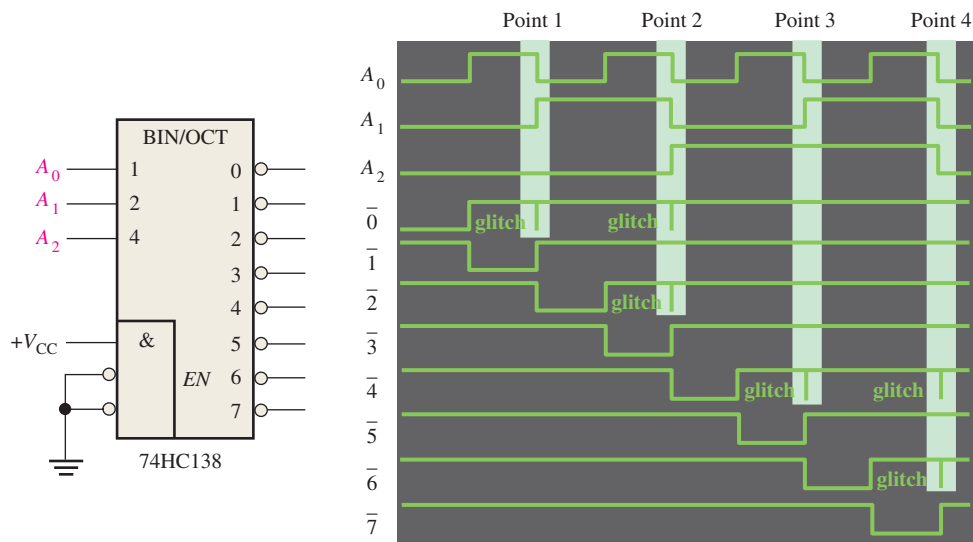 Point 1 Point 2 Point 3 Point 4
BIN/OCT
A0 1 0
A1 2 1
A2 4 2
3
4
+VCC & 5
EN 6
7
74HC138
A0
A1
A2
0̅ glitch glitch
1̅
2̅ glitch
3̅
4̅ glitch glitch
5̅
6̅ glitch
7̅